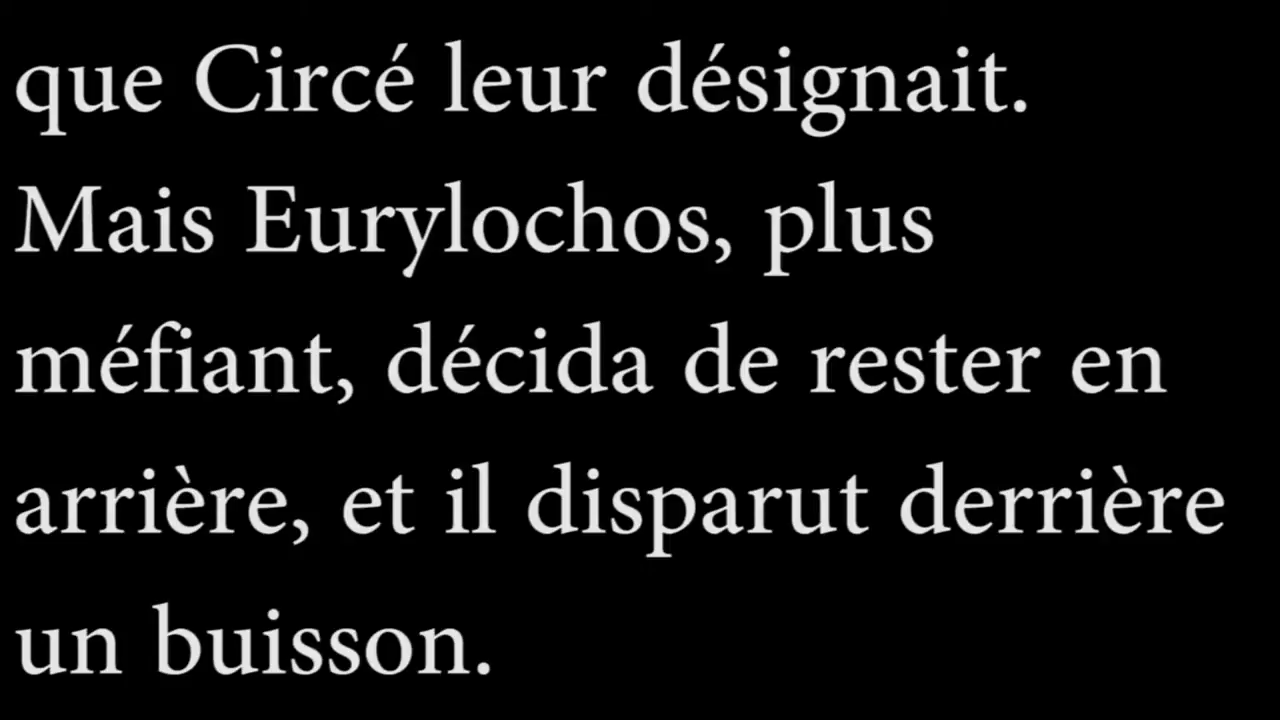 que Circé leur désignait.
Mais Eurylochos, plus
méfiant, décida de rester en
arrière, et il disparut derrière
un buisson.